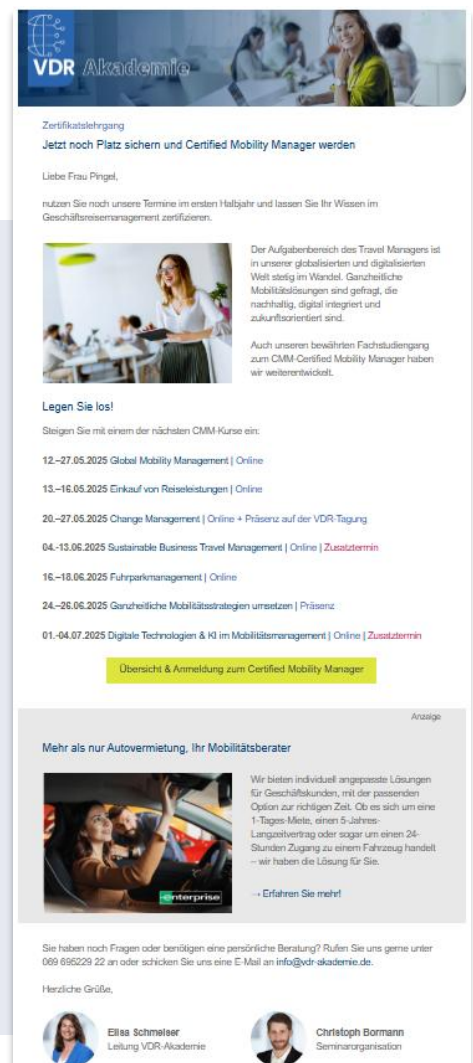 VDR Akademie
Zertifikatslehrgang
Jetzt noch Platz sichern und Certified Mobility Manager werden
Liebe Frau Pingel,
nutzen Sie noch unsere Termine im ersten Halbjahr und lassen Sie Ihr Wissen im
Geschäftsreisemanagement zertifizieren.
Der Aufgabenbereich des Travel Managers ist
in unserer globalisierten und digitalisierten
Welt stetig im Wandel. Ganzheitliche
Mobilitätslösungen sind gefragt, die
nachhaltig, digital integriert und
zukunftsorientiert sind.
Auch unseren bewährten Fachstudiengang
zum CMM-Certified Mobility Manager haben
wir weiterentwickelt.
Legen Sie los!
Steigen Sie mit einem der nächsten CMM-Kurse ein:
12.–27.05.2025 Global Mobility Management | Online
13.–16.05.2025 Einkauf von Reiseleistungen | Online
20.–27.05.2025 Change Management | Online + Präsenz auf der VDR-Tagung
04.-13.06.2025 Sustainable Business Travel Management | Online | Zusatztermin
16.–18.06.2025 Fuhrparkmanagement | Online
24.–26.06.2025 Ganzheitliche Mobilitätsstrategien umsetzen | Präsenz
01.-04.07.2025 Digitale Technologien & KI im Mobilitätsmanagement | Online | Zusatztermin
Übersicht & Anmeldung zum Certified Mobility Manager
Anzeige
Mehr als nur Autovermietung, Ihr Mobilitätsberater
Wir bieten individuell angepasste Lösungen
für Geschäftskunden, mit der passenden
Option zur richtigen Zeit. Ob es sich um eine
1-Tages-Miete, einen 5-Jahres-
Langzeitvertrag oder sogar um einen 24-
Stunden Zugang zu einem Fahrzeug handelt
– wir haben die Lösung für Sie.
→ Erfahren Sie mehr!
enterprise
Sie haben noch Fragen oder benötigen eine persönliche Beratung? Rufen Sie uns gerne unter
069 695229 22 an oder schicken Sie uns eine E-Mail an info@vdr-akademie.de.
Herzliche Grüße,
Elisa Schmeiser
Leitung VDR-Akademie
Christoph Bormann
Seminarorganisation